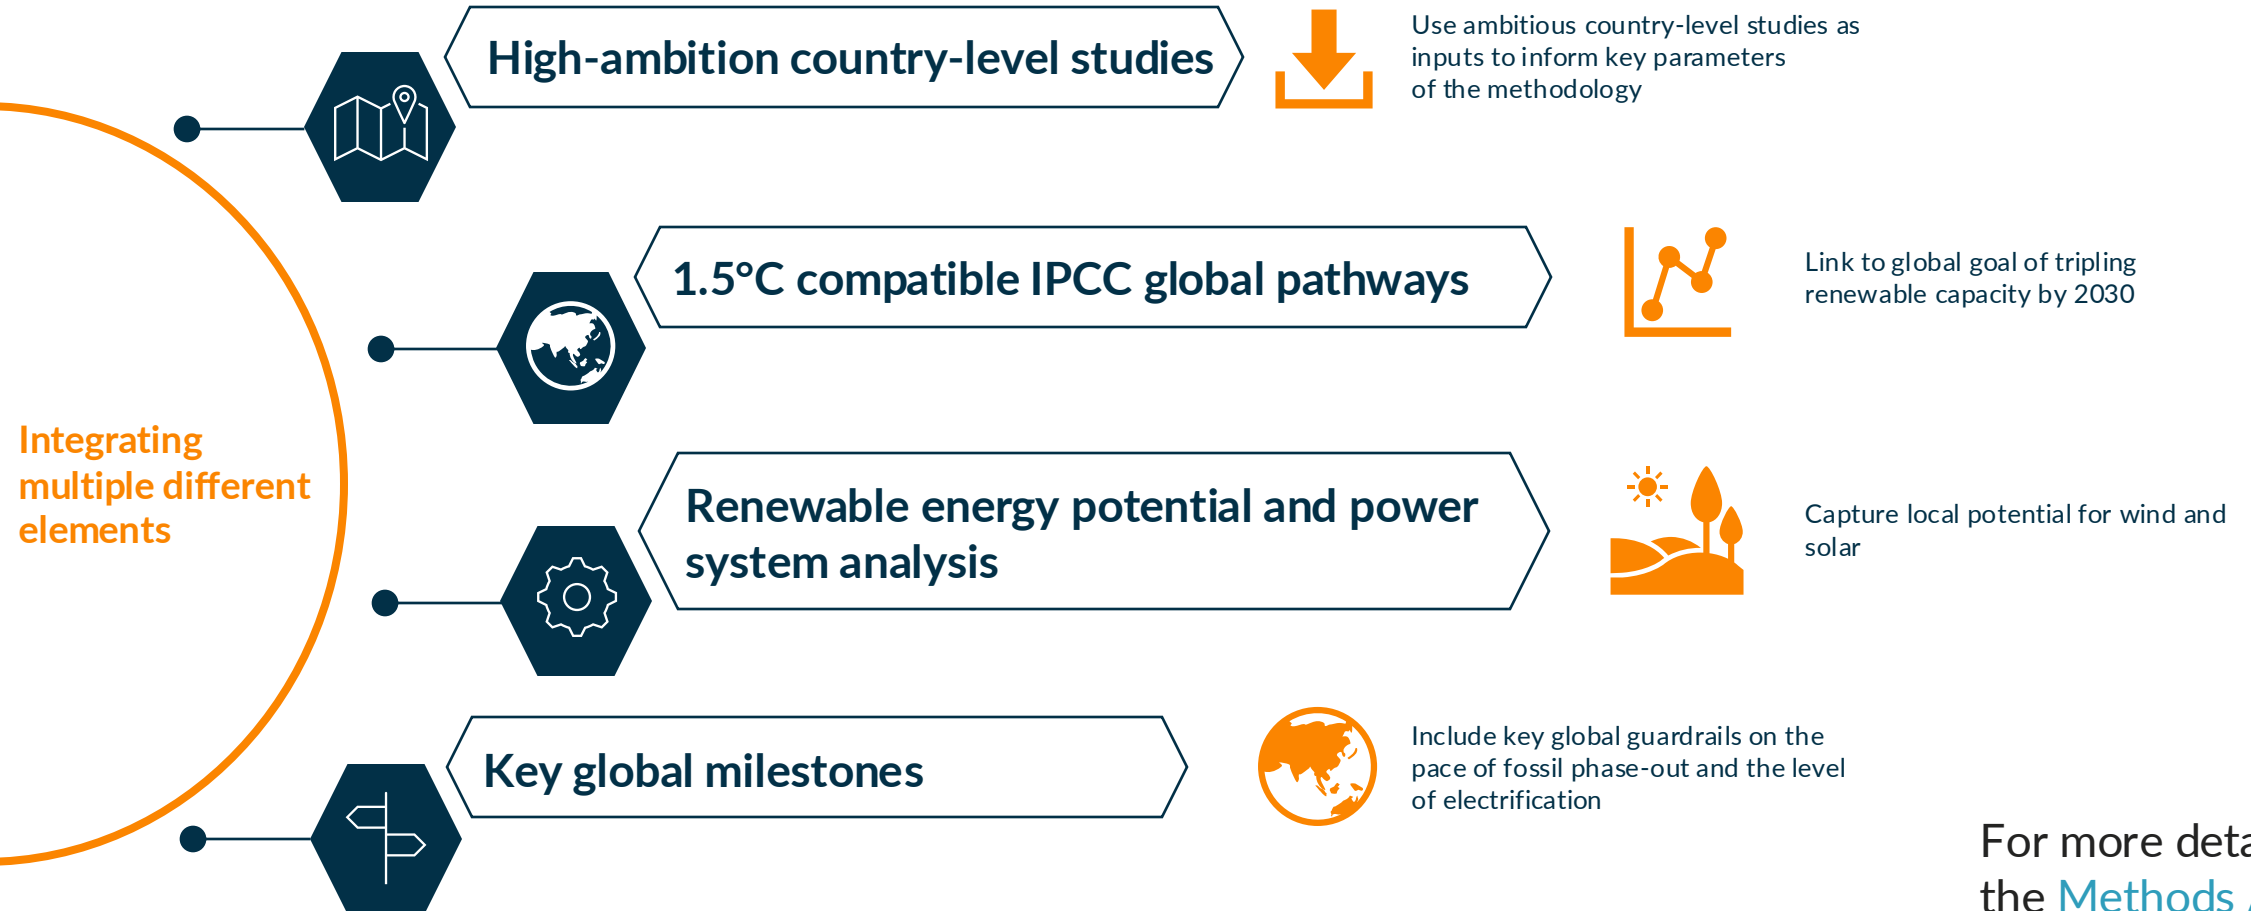 High-ambition country-level studies
Use ambitious country-level studies as
inputs to inform key parameters
of the methodology
1.5°C compatible IPCC global pathways
Link to global goal of tripling
renewable capacity by 2030
Integrating
multiple different
elements
Renewable energy potential and power
system analysis
Capture local potential for wind and
solar
Key global milestones
Include key global guardrails on the
pace of fossil phase-out and the level
of electrification
For more
the Methods